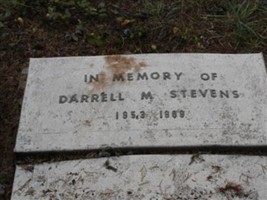 IN MEMORY OF
DARRELL M STEVENS